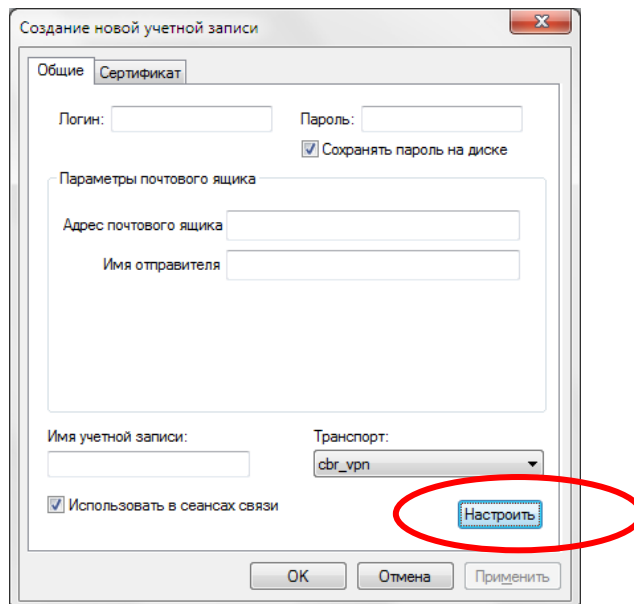 Создание новой учетной записи
Общие Сертификат
Логин: Пароль:
Сохранять пароль на диске
Параметры почтового ящика
Адрес почтового ящика
Имя отправителя
Имя учетной записи: Транспорт:
cbr_vpn
Использовать в сеансах связи
Настроить
OK Отмена Применить